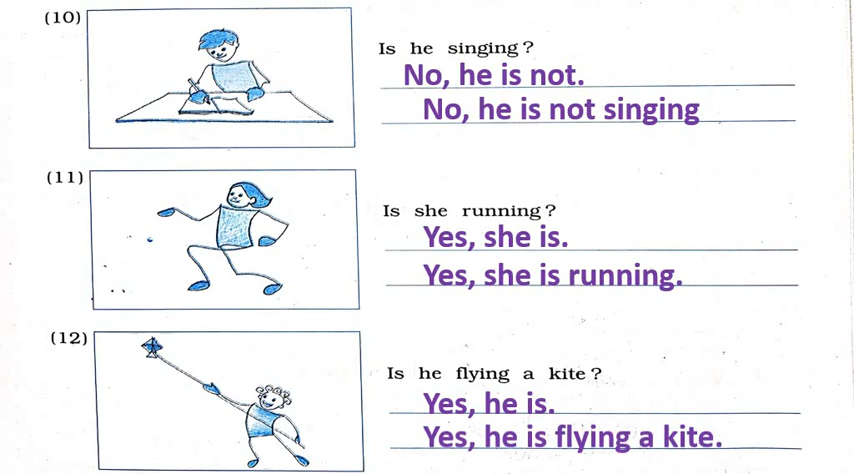 (10)
Is he singing?
No, he is not.
No, he is not singing
(11)
Is she running?
Yes, she is.
Yes, she is running.
(12)
Is he flying a kite?
Yes, he is.
Yes, he is flying a kite.